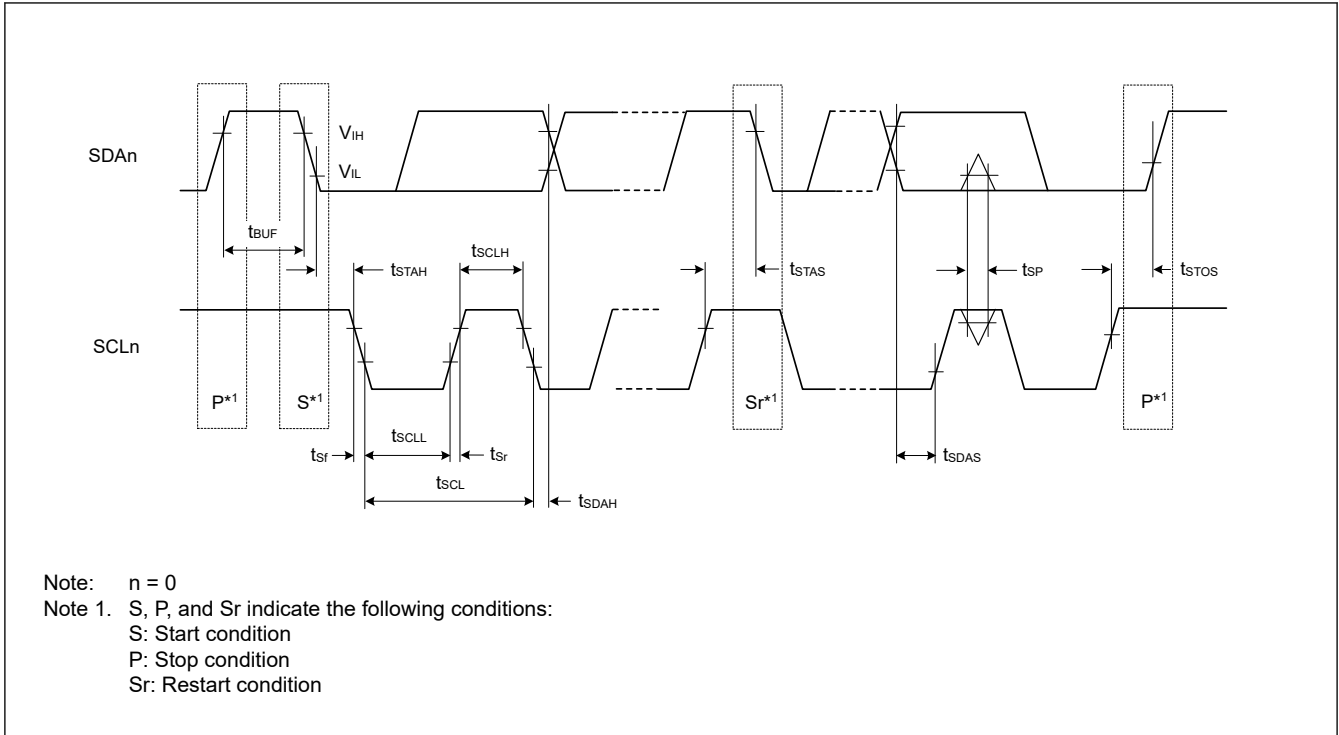 SDAn
VIH
VIL
tBUF
tSTAH
tSCLH
tSTAS
tSP
tSTOS
SCLn
P*1
S*1
Sr*1
P*1
tSf
tSCLL
tSr
tSDAS
tSCL
tSDAH
Note: n = 0
Note 1. S, P, and Sr indicate the following conditions:
S: Start condition
P: Stop condition
Sr: Restart condition